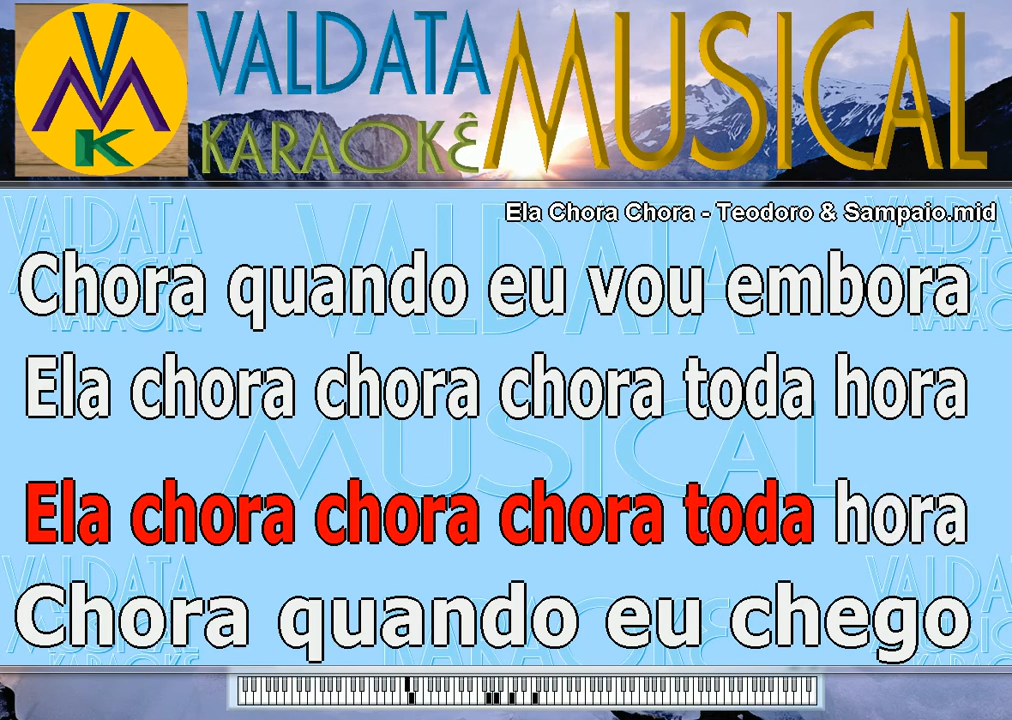 VMK
VALDATA MUSICAL
KARAOKÊ
Ela Chora Chora - Teodoro & Sampaio.mid
Chora quando eu vou embora
Ela chora chora chora toda hora
Ela chora chora chora toda hora
Chora quando eu chego